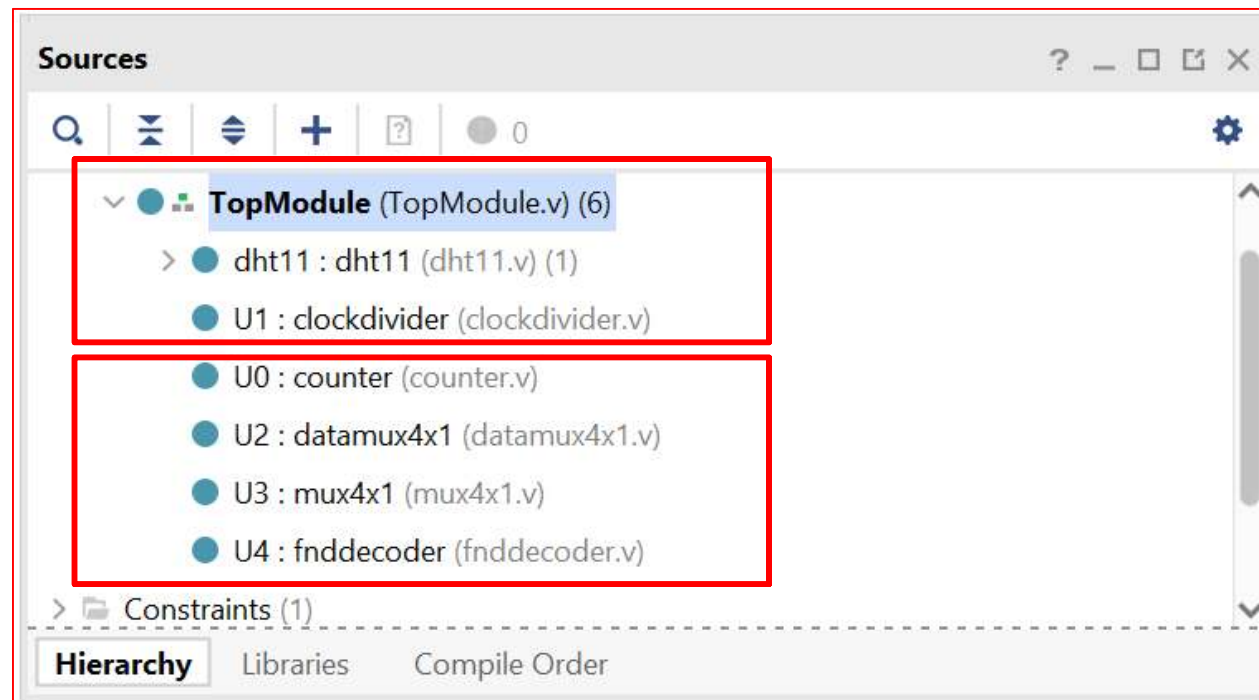 Sources
? 
0
TopModule (TopModule.v) (6)
dht11 : dht11 (dht11.v) (1)
U1 : clockdivider (clockdivider.v)
U0 : counter (counter.v)
U2 : datamux4x1 (datamux4x1.v)
U3 : mux4x1 (mux4x1.v)
U4 : fnddecoder (fnddecoder.v)
Constraints (1)
Hierarchy Libraries Compile Order